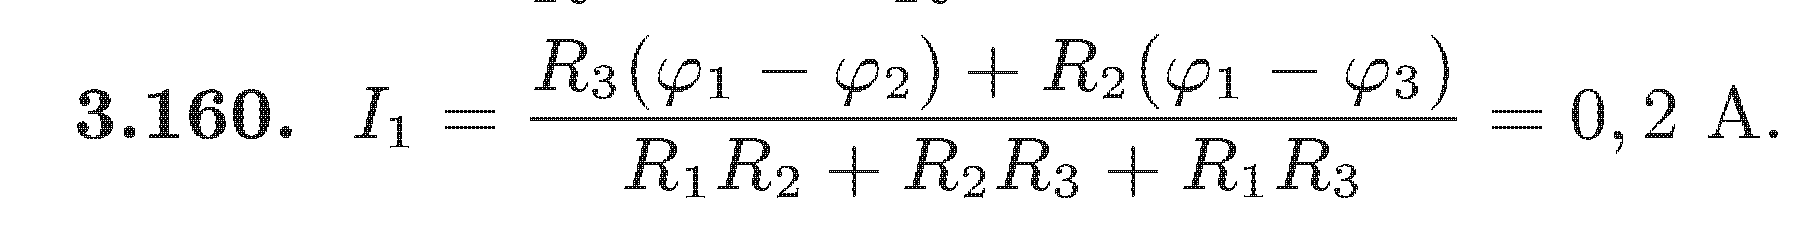 3.160. I₁ = (R₃(φ₁ − φ₂) + R₂(φ₁ − φ₃)) / (R₁R₂ + R₂R₃ + R₁R₃) = 0, 2 А.